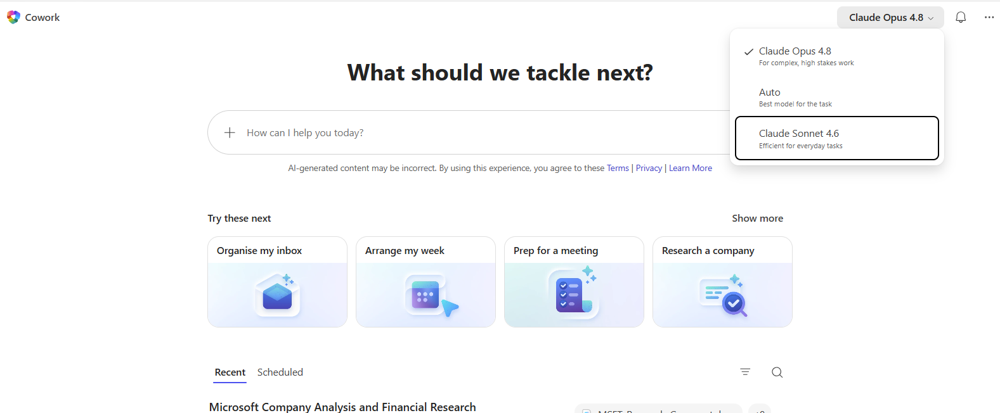 Cowork
Claude Opus 4.8
Claude Opus 4.8
For complex, high stakes work
Auto
Best model for the task
Claude Sonnet 4.6
Efficient for everyday tasks
What should we tackle next?
How can I help you today?
AI-generated content may be incorrect. By using this experience, you agree to these Terms | Privacy | Learn More
Try these next
Show more
Organise my inbox
Arrange my week
Prep for a meeting
Research a company
Recent
Scheduled
Microsoft Company Analysis and Financial Research